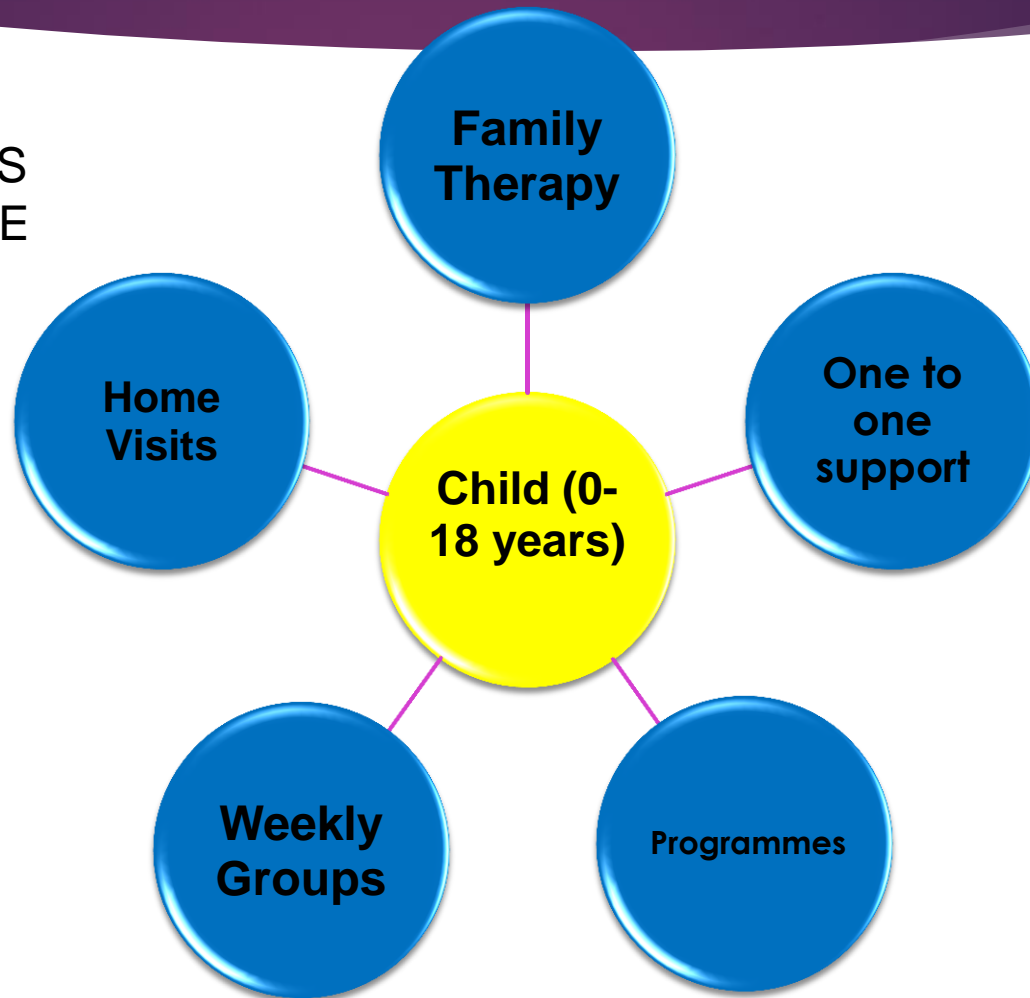 S
E
Family
Therapy
Home
Visits
One to
one
support
Child (0-
18 years)
Weekly
Groups
Programmes